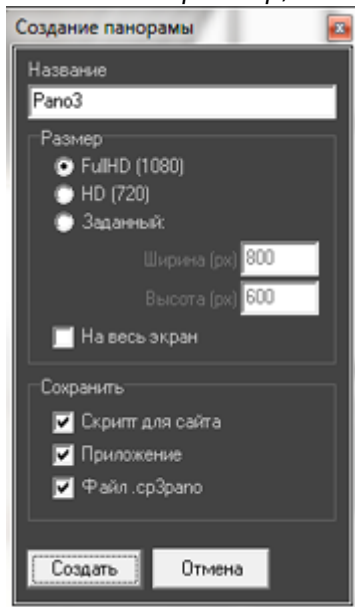 Создание панорамы
Название
Pano3
Размер
FullHD (1080)
HD (720)
Заданный:
Ширина (px) 800
Высота (px) 600
На весь экран
Сохранить
Скрипт для сайта
Приложение
Файл .cp3pano
Создать Отмена